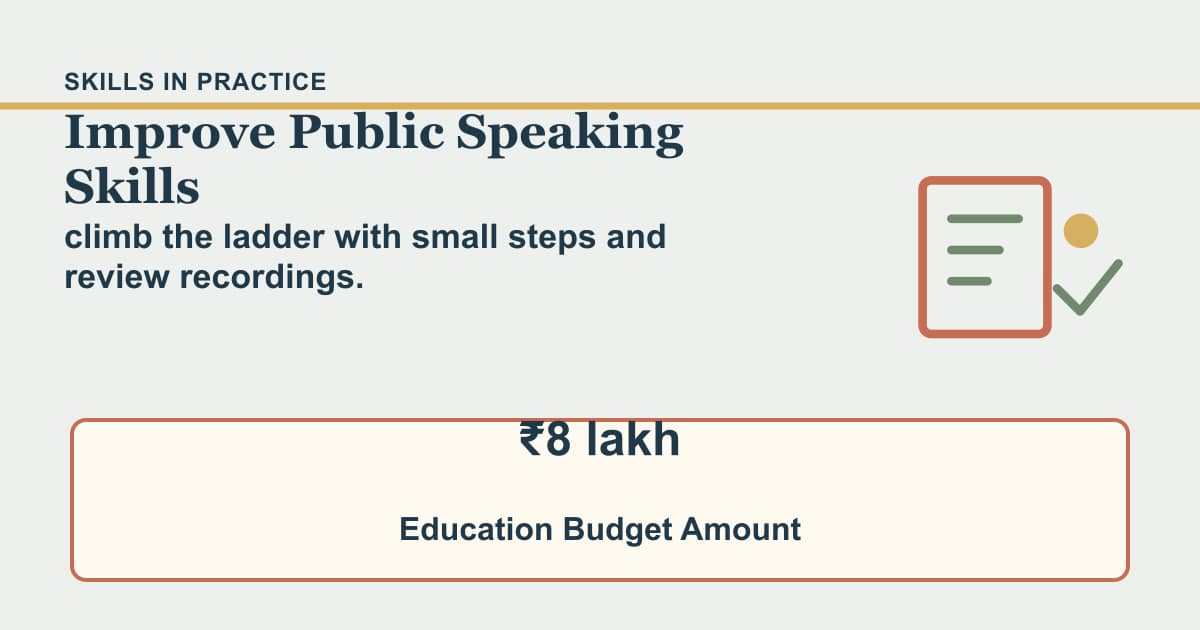 SKILLS IN PRACTICE
Improve Public Speaking
Skills
climb the ladder with small steps and
review recordings.
₹8 lakh
Education Budget Amount